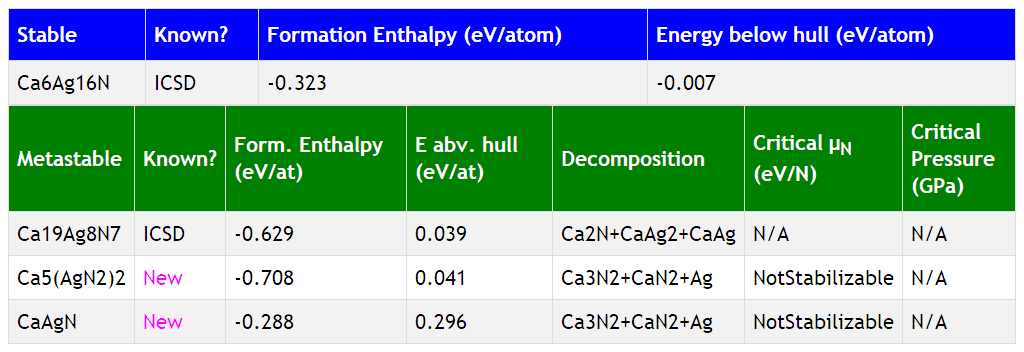 Stable Known? Formation Enthalpy (eV/atom) Energy below hull (eV/atom)
Ca6Ag16N ICSD -0.323 -0.007
Metastable Known? Form. Enthalpy (eV/at) E abv. hull (eV/at) Decomposition Critical μN (eV/N) Critical Pressure (GPa)
Ca19Ag8N7 ICSD -0.629 0.039 Ca2N+CaAg2+CaAg N/A N/A
Ca5(AgN2)2 New -0.708 0.041 Ca3N2+CaN2+Ag NotStabilizable N/A
CaAgN New -0.288 0.296 Ca3N2+CaN2+Ag NotStabilizable N/A